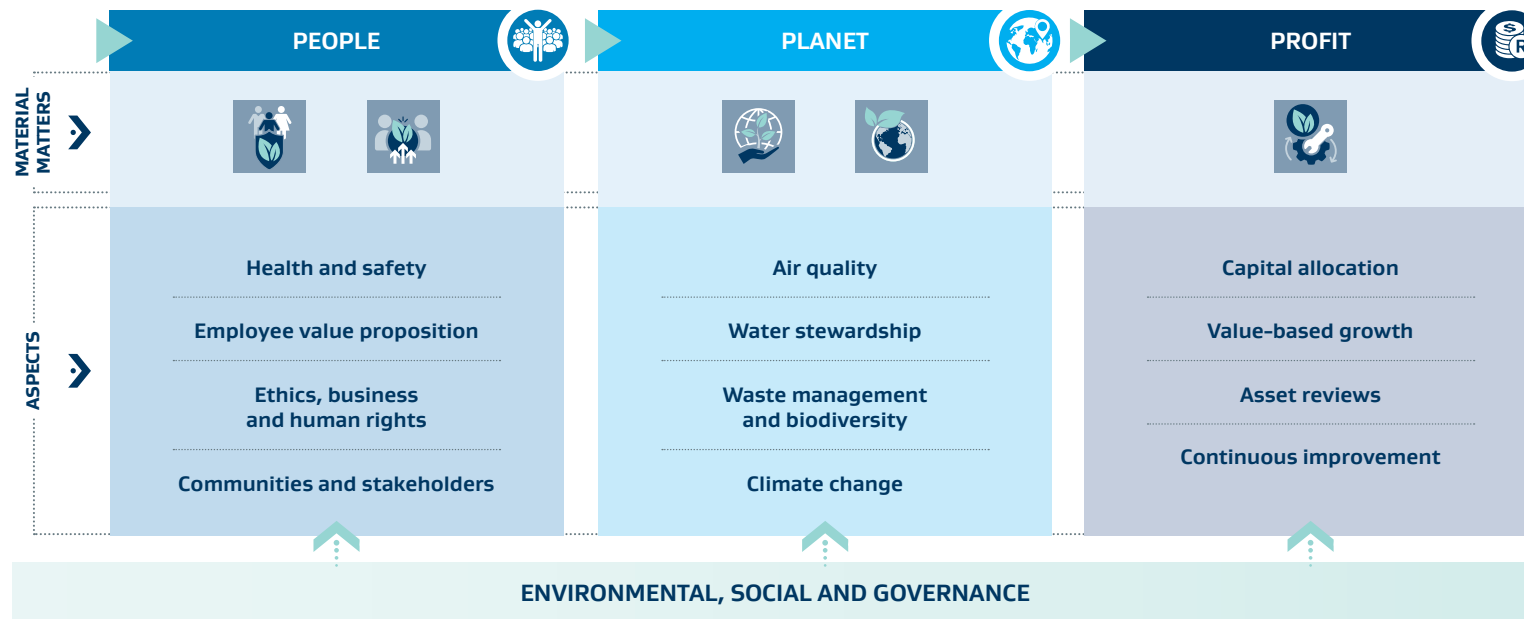 PEOPLE
PLANET
PROFIT
$
R
MATERIAL
MATTERS
ASPECTS
Health and safety
Employee value proposition
Ethics, business
and human rights
Communities and stakeholders
Air quality
Water stewardship
Waste management
and biodiversity
Climate change
Capital allocation
Value-based growth
Asset reviews
Continuous improvement
ENVIRONMENTAL, SOCIAL AND GOVERNANCE